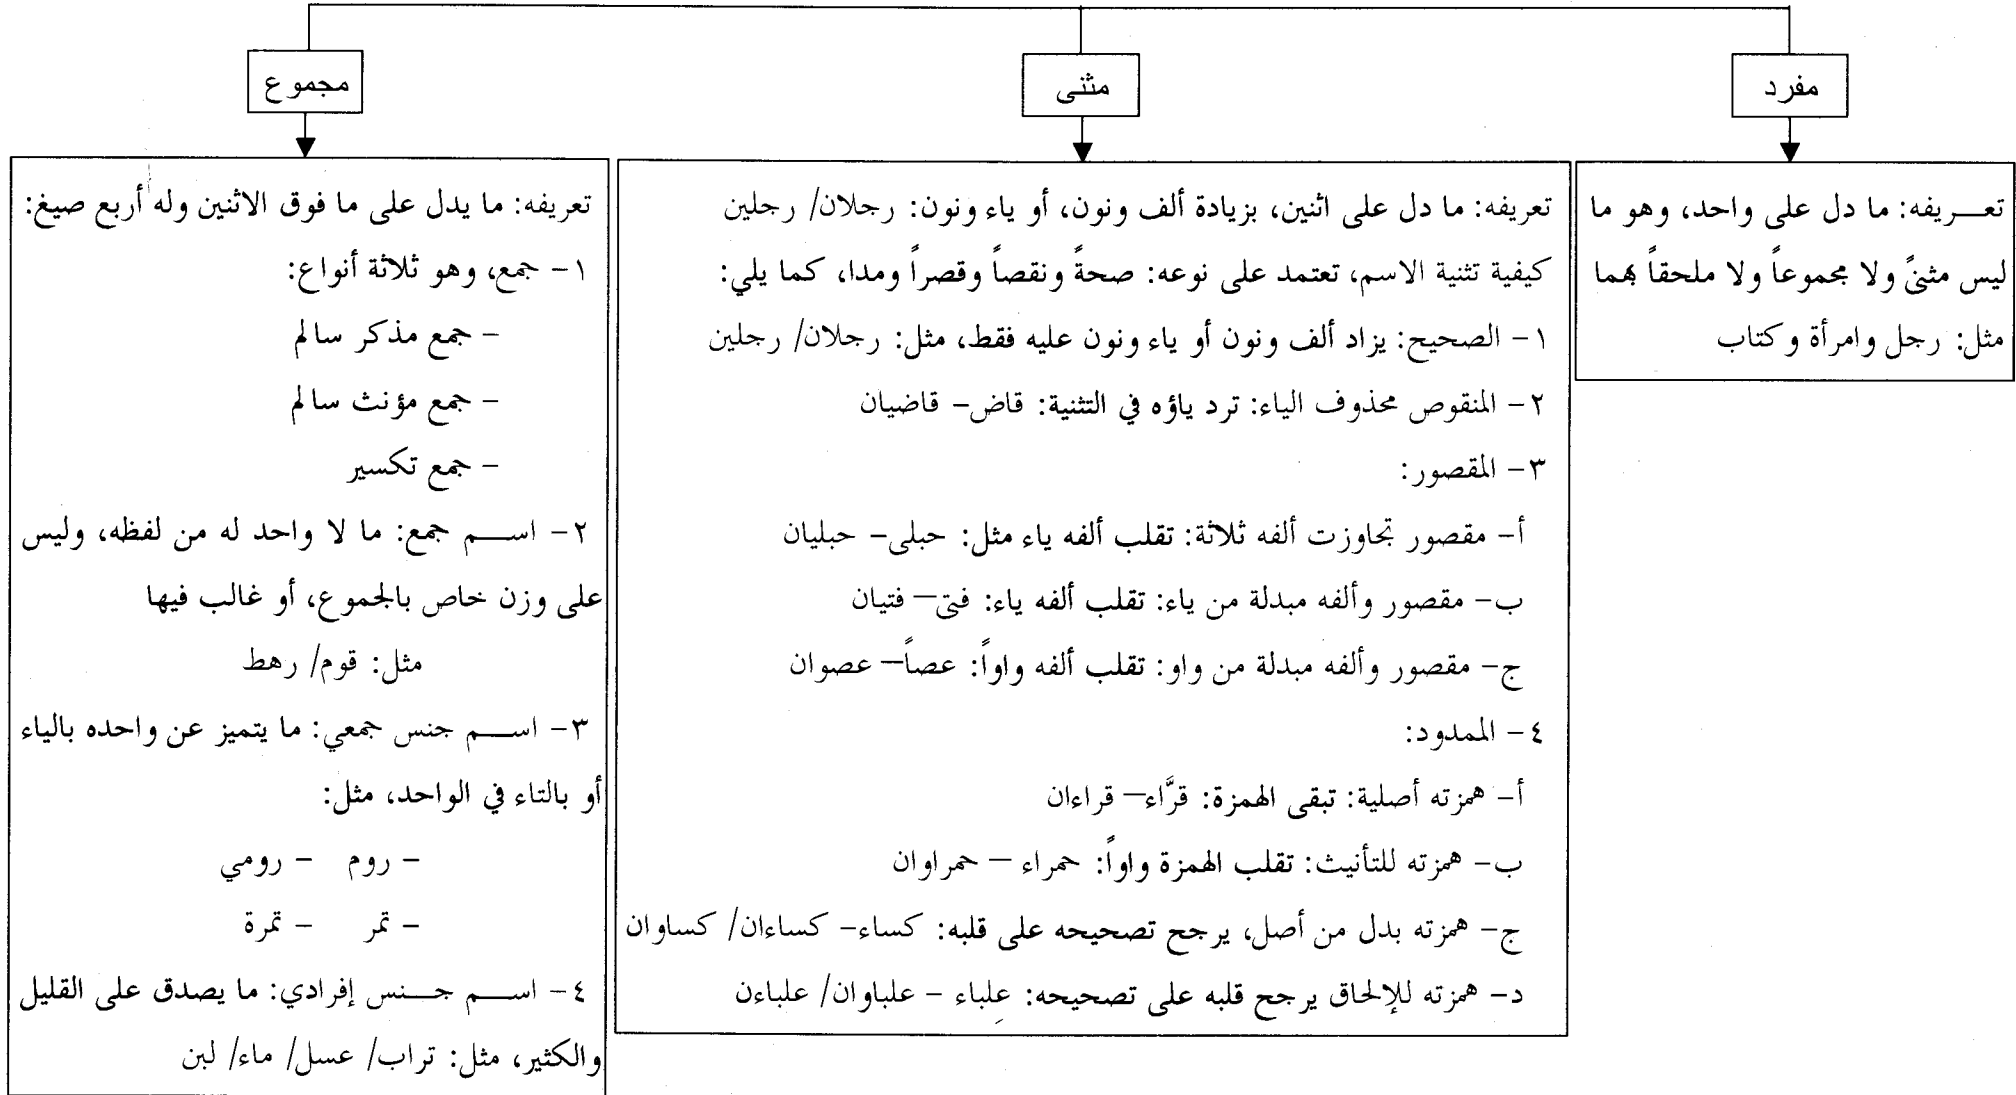 مفرد
تعـــريفه: ما دل على واحد، وهو ما
ليس مثنىً ولا مجموعاً ولا ملحقاً بهما
مثل: رجل وامرأة وكتاب
مثنى
تعريفه: ما دل على اثنين، بزيادة ألف ونون، أو ياء ونون: رجلان/ رجلين
كيفية تثنية الاسم، تعتمد على نوعه: صحةً ونقصاً وقصراً ومدا، كما يلي:
١- الصحيح: يزاد ألف ونون أو ياء ونون عليه فقط، مثل: رجلان/ رجلين
٢- المنقوص محذوف الياء: ترد ياؤه في التثنية: قاض- قاضيان
٣- المقصور:
أ- مقصور تجاوزت ألفه ثلاثة: تقلب ألفه ياء مثل: حبلى- حبليان
ب- مقصور وألفه مبدلة من ياء: تقلب ألفه ياء: فتى– فتيان
ج- مقصور وألفه مبدلة من واو: تقلب ألفه واواً: عصاً– عصوان
٤- الممدود:
أ- همزته أصلية: تبقى الهمزة: قرَّاء– قراءان
ب- همزته للتأنيث: تقلب الهمزة واواً: حمراء – حمراوان
ج- همزته بدل من أصل، يرجح تصحيحه على قلبه: كساء- كساءان/ كساوان
د- همزته للإلحاق يرجح قلبه على تصحيحه: علباء - علباوان/ علباءن
مجموع
تعريفه: ما يدل على ما فوق الاثنين وله أربع صيغ:
١- جمع، وهو ثلاثة أنواع:
- جمع مذكر سالم
- جمع مؤنث سالم
- جمع تكسير
٢- اســـم جمع: ما لا واحد له من لفظه، وليس
على وزن خاص بالجموع، أو غالب فيها
مثل: قوم/ رهط
٣- اســـم جنس جمعي: ما يتميز عن واحده بالياء
أو بالتاء في الواحد، مثل:
- روم - رومي
- تمر - تمرة
٤- اســـم جـــنس إفرادي: ما يصدق على القليل
والكثير، مثل: تراب/ عسل/ ماء/ لبن